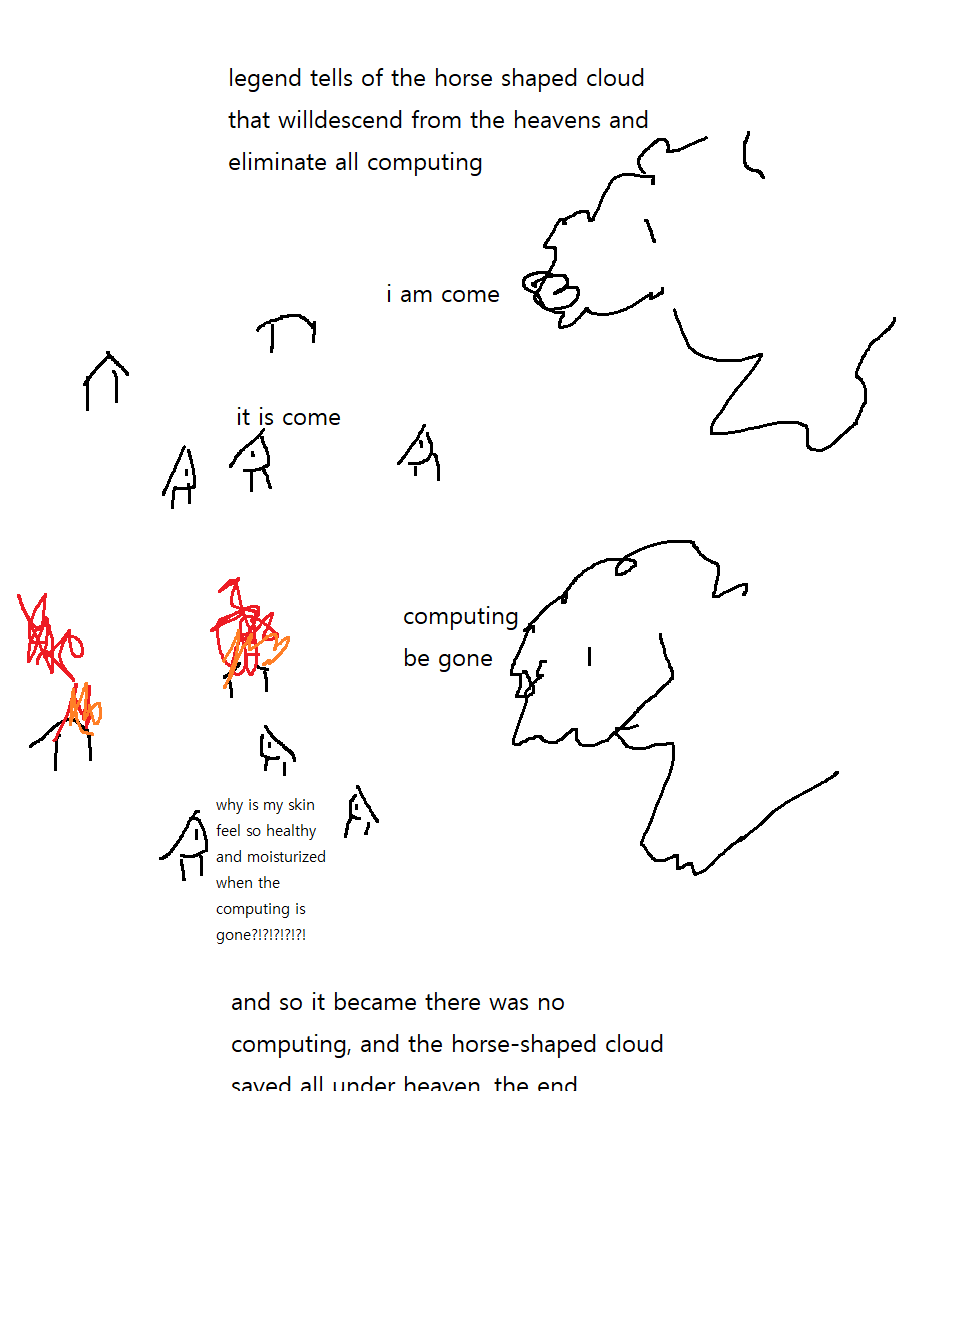 legend tells of the horse shaped cloud
that willdescend from the heavens and
eliminate all computing
i am come
it is come
computing
be gone
why is my skin
feel so healthy
and moisturized
when the
computing is
gone?!?!?!?!?!
and so it became there was no
computing, and the horse-shaped cloud
saved all under heaven. the end